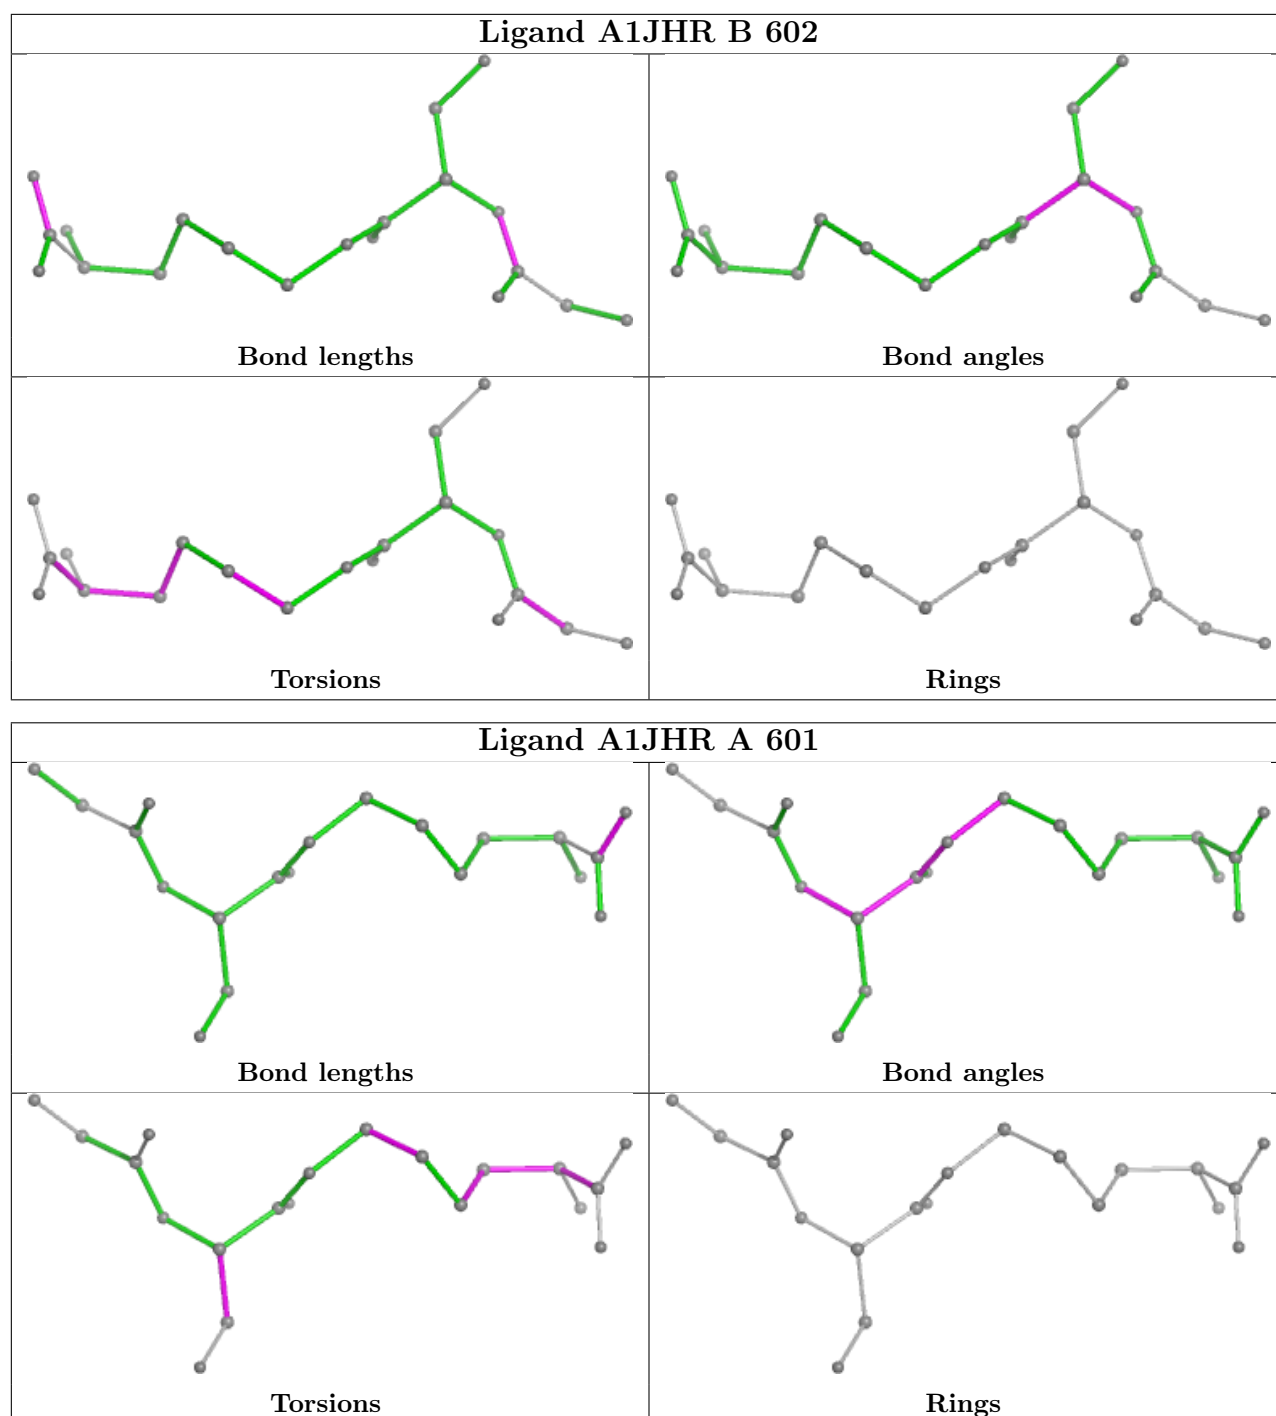 Ligand A1JHR B 602
Bond lengths
Bond angles
Torsions
Rings
Ligand A1JHR A 601
Bond lengths
Bond angles
Torsions
Rings